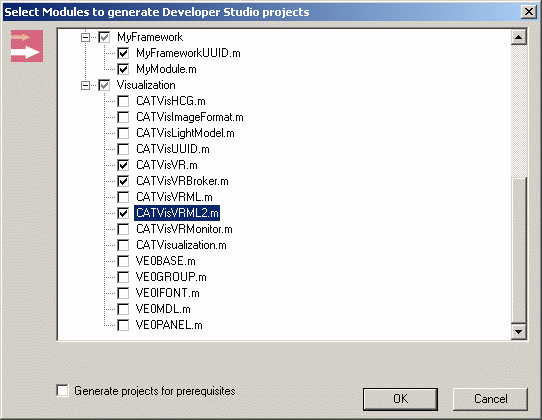 Select Modules to generate Developer Studio projects
MyFramework
MyFrameworkUUID.m
MyModule.m
Visualization
CATVisHCG.m
CATVisImageFormat.m
CATVisLightModel.m
CATVisUUID.m
CATVisVR.m
CATVisVRBroker.m
CATVisVRML.m
CATVisVRML2.m
CATVisVRMonitor.m
CATVisualization.m
VE0BASE.m
VE0GROUP.m
VE0IFONT.m
VE0MDL.m
VE0PANEL.m
Generate projects for prerequisites
OK Cancel